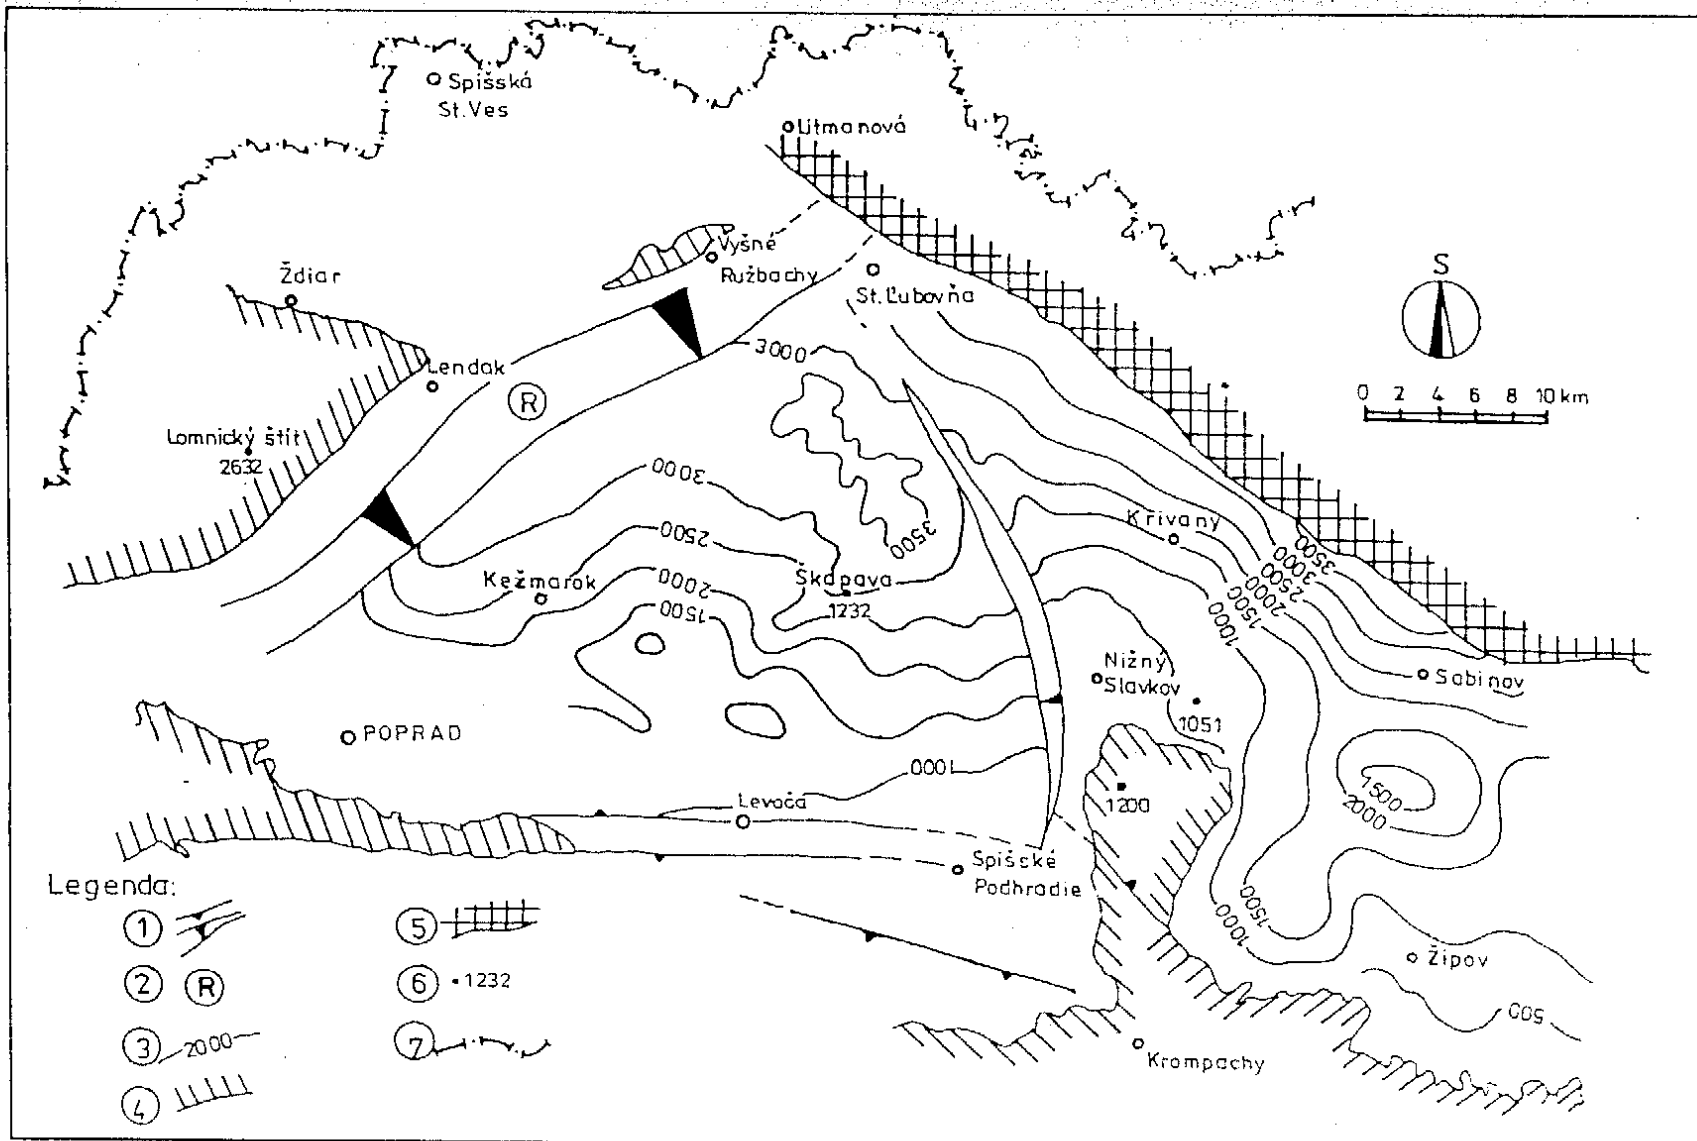 Spišská
St. Ves
Litmanová
Vyšné
Ružbachy
St. Ľubovňa
Ždiar
S
0 2 4 6 8 10 km
Lendak
R
3000
Lomnický štít
2632
3000
2500
3500
Křivany
Kežmarok
2000
Škapava
1232
1500
3500
3000
2500
2000
1500
1000
Nižný
Slavkov
1051
Sabinov
POPRAD
1000
1200
1500
2000
Levoča
Spišské
Podhradie
1500
1000
Žipov
500
Krompachy
Legenda:
1
2 R
3 2000
4
5
6 1232
7